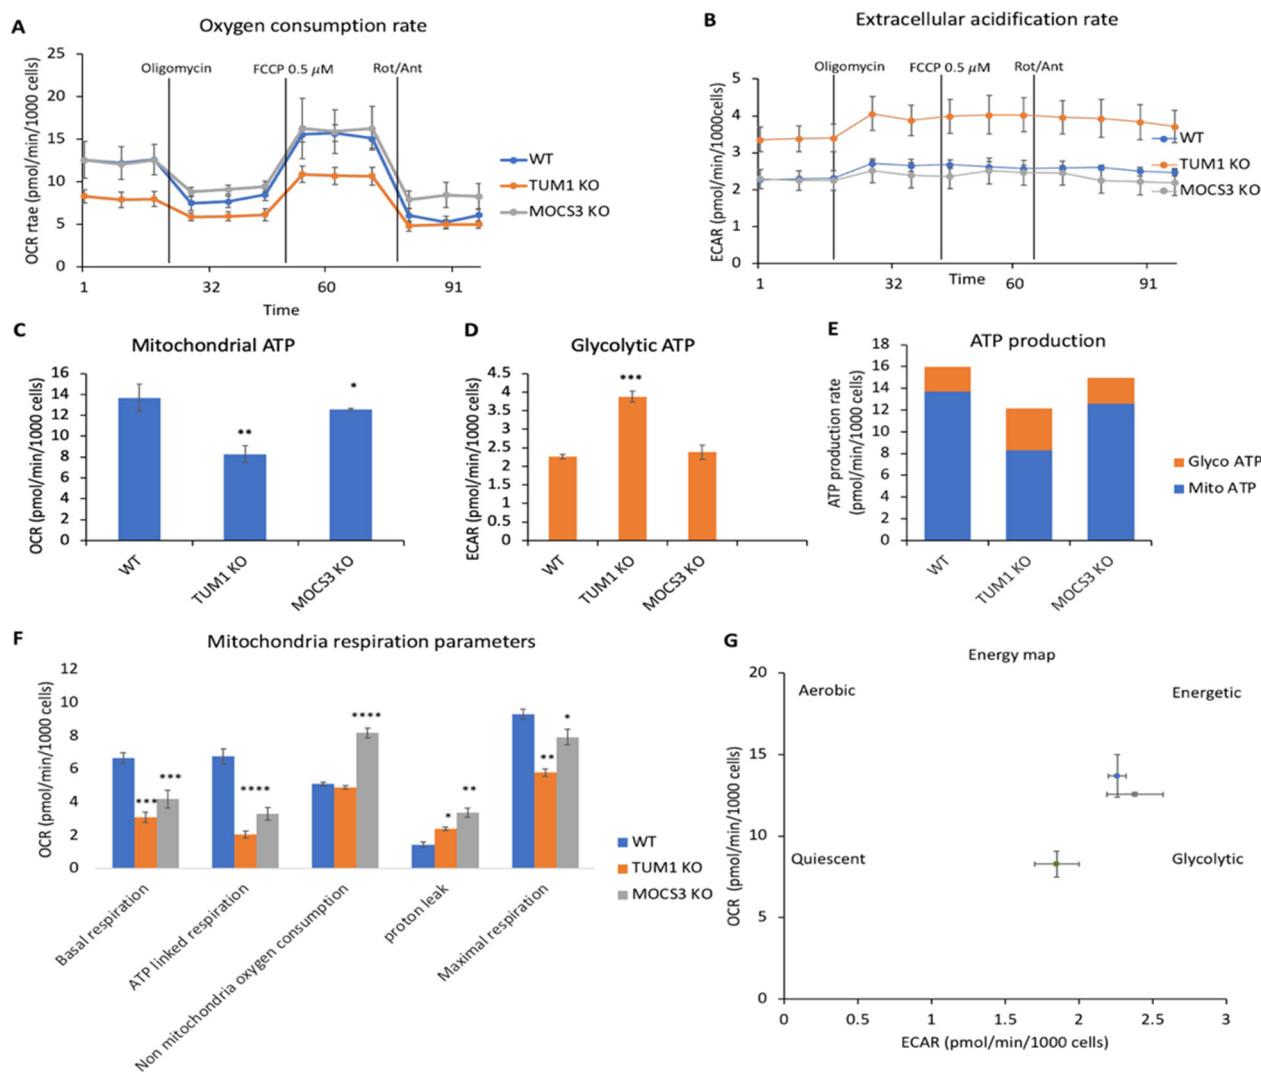 A
Oxygen consumption rate
OCR rtae (pmol/min/1000 cells)
25
20
15
10
5
0
Oligomycin
FCCP 0.5 μM
Rot/Ant
WT
TUM1 KO
MOCS3 KO
1
32
60
91
Time
B
Extracellular acidification rate
ECAR (pmol/min/1000cells)
5
4
3
2
1
0
Oligomycin
FCCP 0.5 μM
Rot/Ant
WT
TUM1 KO
MOCS3 KO
1
32
Time
60
91
C
Mitochondrial ATP
OCR (pmol/min/1000 cells)
16
14
12
10
8
6
4
2
0
**
*
WT
TUM1 KO
MOCS3 KO
D
Glycolytic ATP
ECAR (pmol/min/1000 cells)
4.5
4
3.5
3
2.5
2
1.5
1
0.5
0
***
WT
TUM1 KO
MOCS3 KO
E
ATP production
ATP production rate
(pmol/min/1000 cells)
18
16
14
12
10
8
6
4
2
0
WT
TUM1 KO
MOCS3 KO
Glyco ATP
Mito ATP
F
Mitochondria respiration parameters
OCR (pmol/min/1000 cells)
12
10
8
6
4
2
0
***
***
****
****
*
**
**
*
Basal respiration
ATP linked respiration
Non mitochondria oxygen consumption
proton leak
Maximal respiration
WT
TUM1 KO
MOCS3 KO
G
Energy map
OCR (pmol/min/1000 cells)
20
15
10
5
0
Aerobic
Energetic
Quiescent
Glycolytic
0
0.5
1
1.5
2
2.5
3
ECAR (pmol/min/1000 cells)